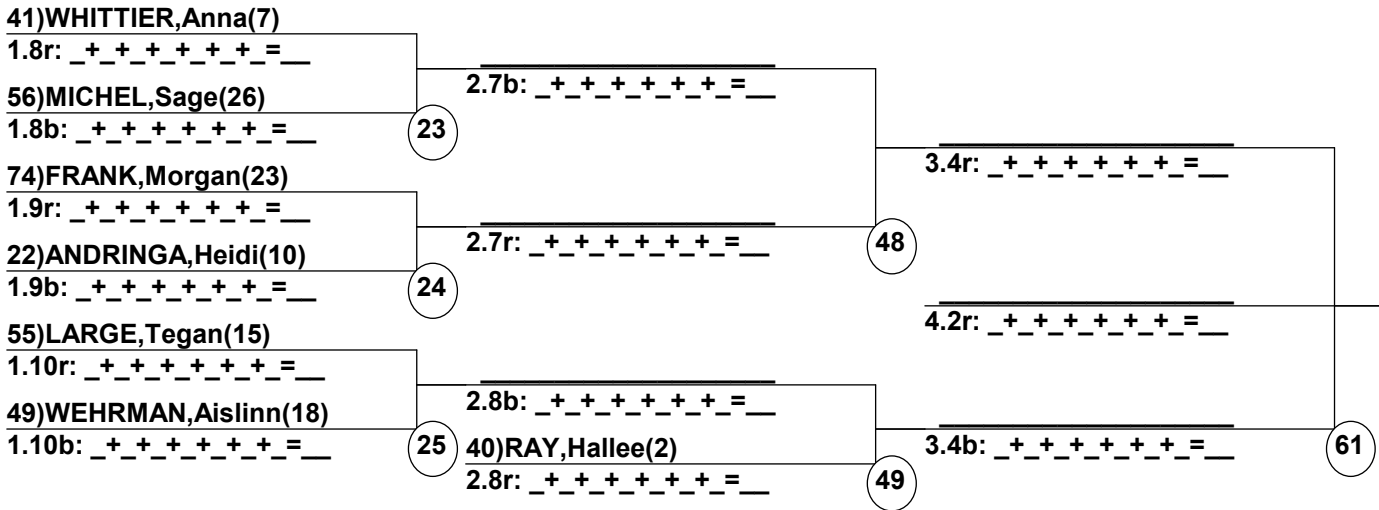 41)WHITTIER,Anna(7)
1.8r: _+_+_+_+_+_=__
56)MICHEL,Sage(26)
1.8b: _+_+_+_+_+_=__
23
74)FRANK,Morgan(23)
1.9r: _+_+_+_+_+_=__
22)ANDRINGA,Heidi(10)
1.9b: _+_+_+_+_+_=__
24
55)LARGE,Tegan(15)
1.10r: _+_+_+_+_+_=__
49)WEHRMAN,Aislinn(18)
1.10b: _+_+_+_+_+_=__
25
2.7b: _+_+_+_+_+_=__
2.7r: _+_+_+_+_+_=__
48
2.8b: _+_+_+_+_+_=__
40)RAY,Hallee(2)
2.8r: _+_+_+_+_+_=__
49
3.4r: _+_+_+_+_+_=__
4.2r: _+_+_+_+_+_=__
3.4b: _+_+_+_+_+_=__
61